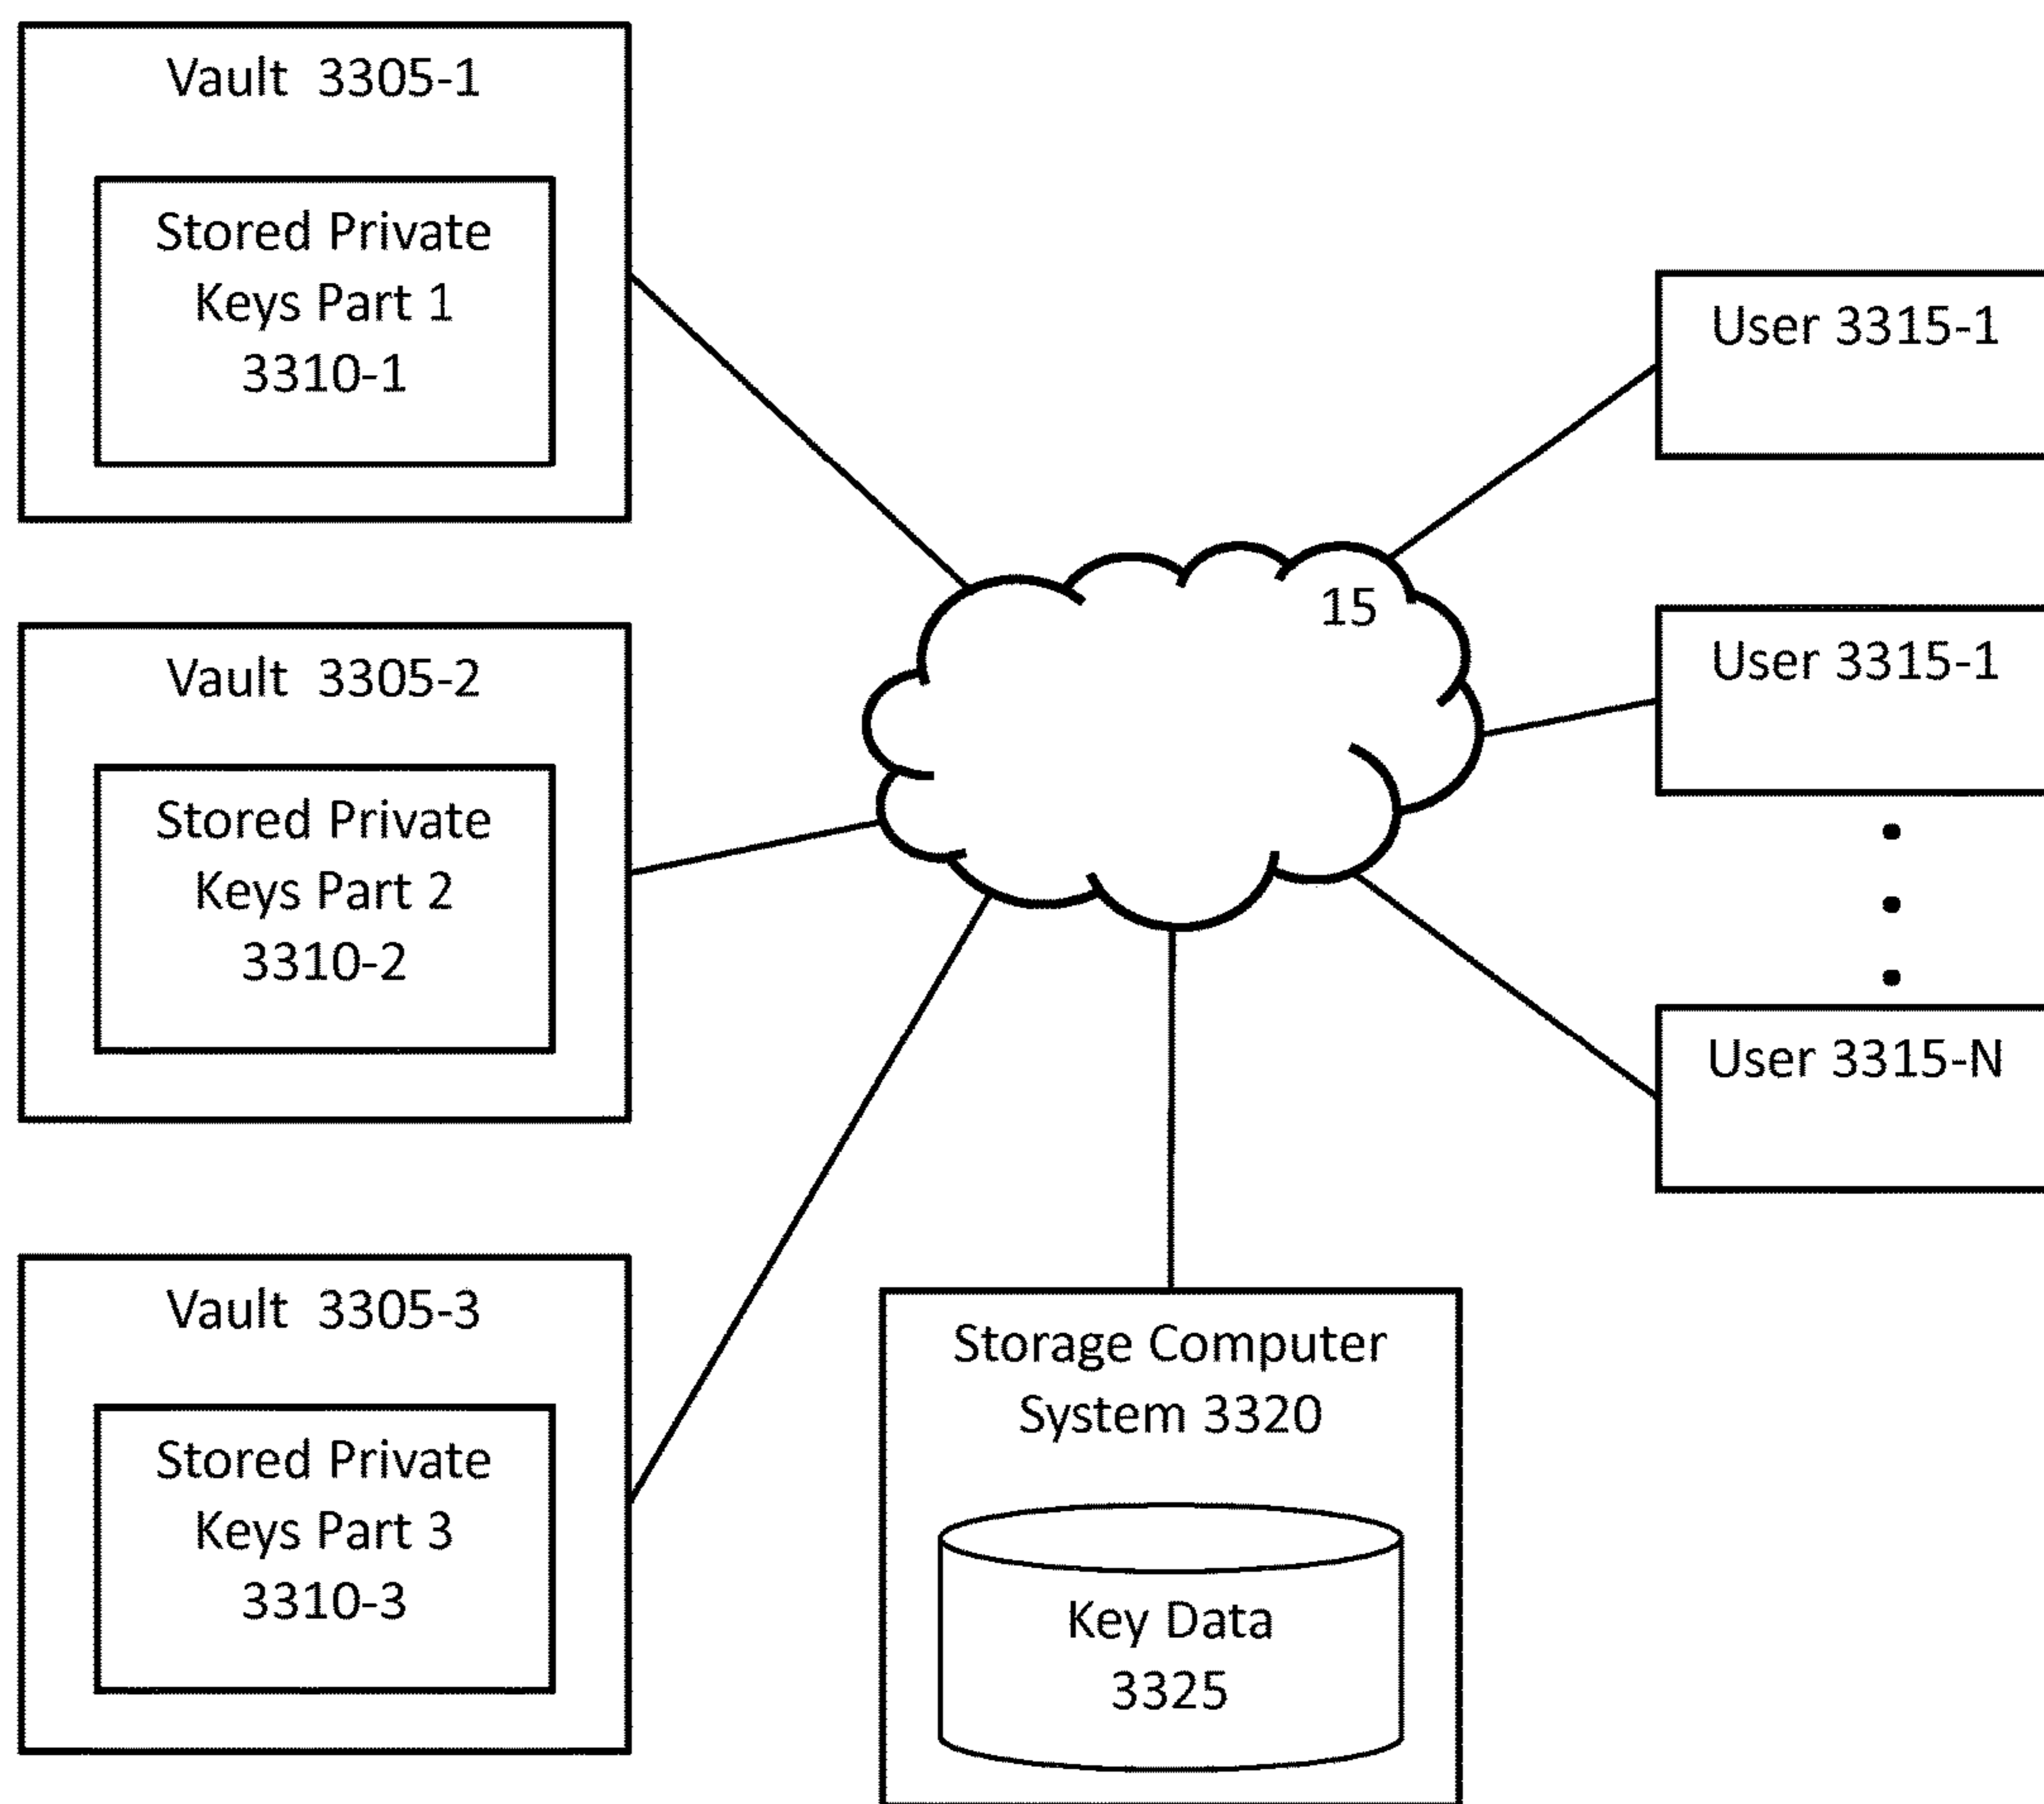 Vault 3305-1
Stored Private
Keys Part 1
3310-1
Vault 3305-2
Stored Private
Keys Part 2
3310-2
Vault 3305-3
Stored Private
Keys Part 3
3310-3
15
User 3315-1
User 3315-1
User 3315-N
Storage Computer
System 3320
Key Data
3325